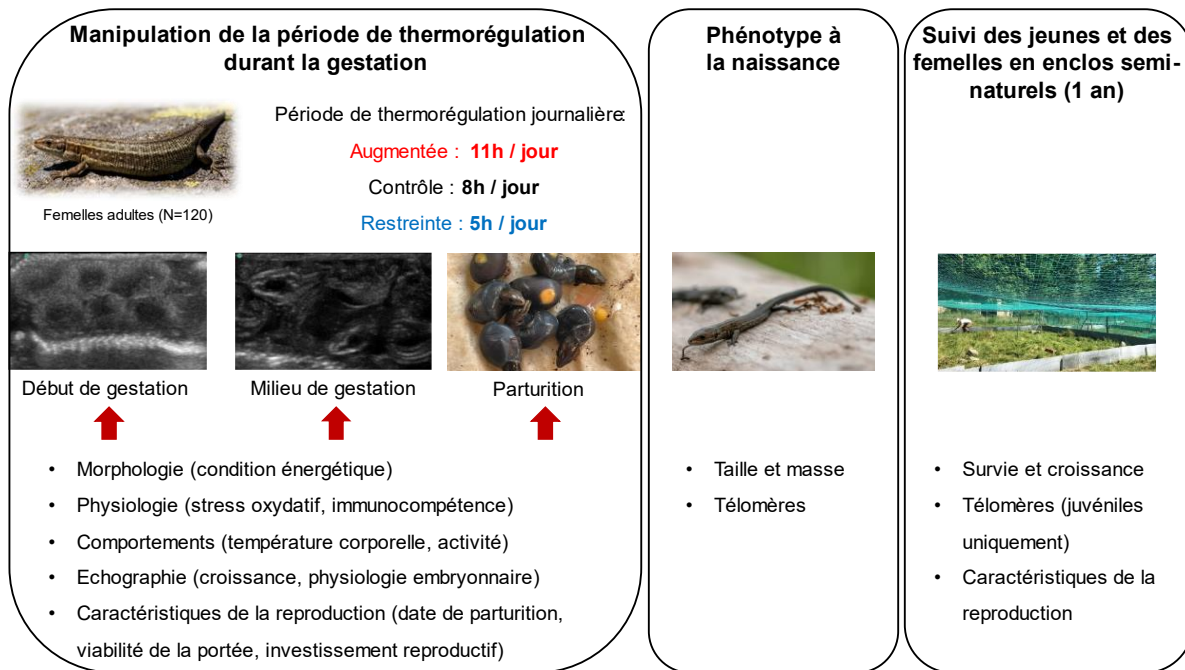 Manipulation de la période de thermorégulation
durant la gestation
Période de thermorégulation journalière:
Augmentée : 11h / jour
Contrôle : 8h / jour
Restreinte : 5h / jour
Femelles adultes (N=120)
Début de gestation
Milieu de gestation
Parturition
• Morphologie (condition énergétique)
• Physiologie (stress oxydatif, immunocompétence)
• Comportements (température corporelle, activité)
• Echographie (croissance, physiologie embryonnaire)
• Caractéristiques de la reproduction (date de parturition,
viabilité de la portée, investissement reproductif)
Phénotype à
la naissance
• Taille et masse
• Télomères
Suivi des jeunes et des
femelles en enclos semi-
naturels (1 an)
• Survie et croissance
• Télomères (juvéniles
uniquement)
• Caractéristiques de la
reproduction